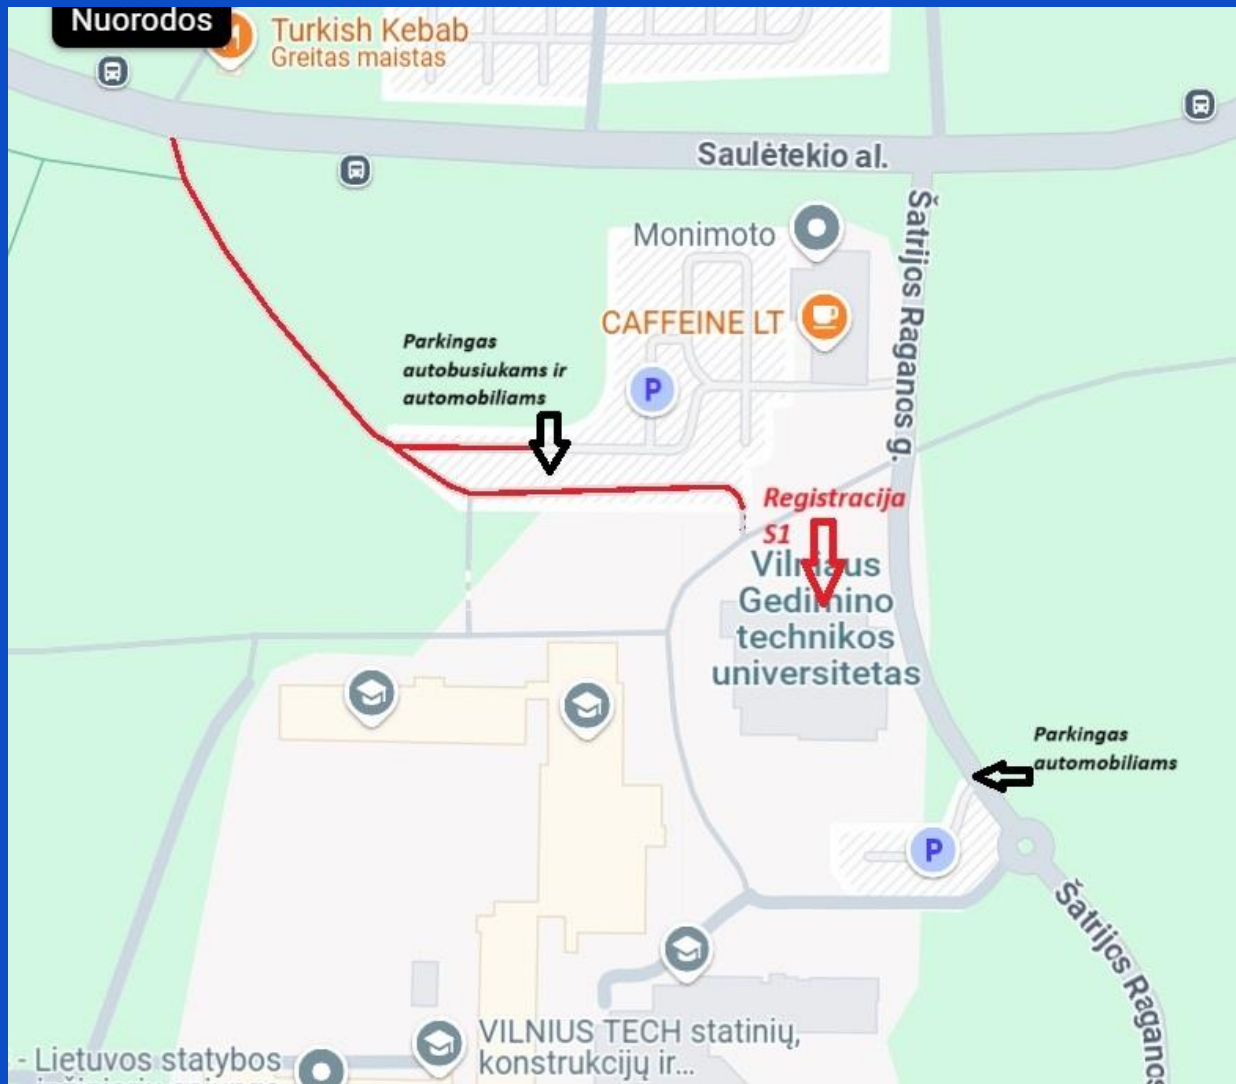 Nuorodos
Turkish Kebab
Greitas maistas
Saulėtekio al.
Šatrijos Raganos g.
Monimoto
CAFFEINE LT
Parkingas
autobusiukams ir
automobiliams
P
Registracija
S1
Vilniaus
Gedimino
technikos
universitetas
Parkingas
automobiliams
P
Šatrijos Raganos
VILNIUS TECH statinių,
konstrukcijų ir...
- Lietuvos statybos